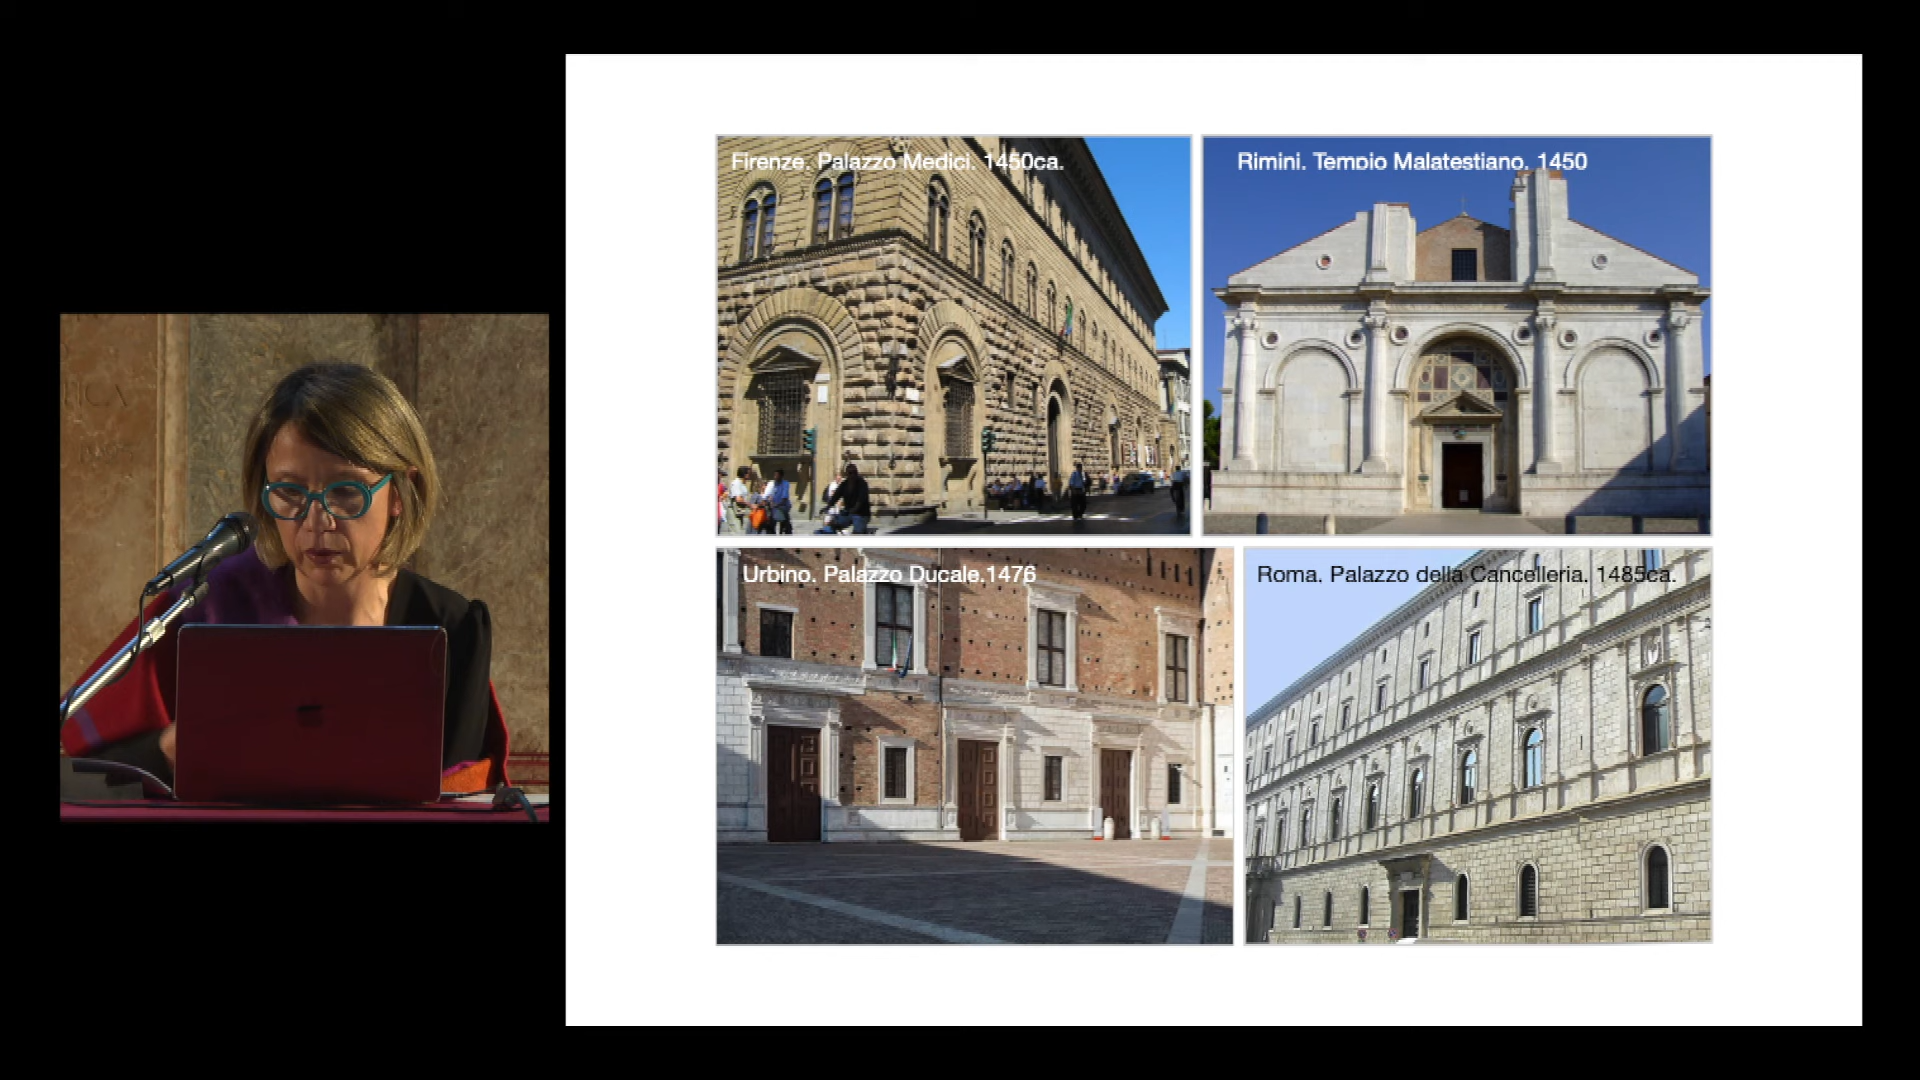 Firenze. Palazzo Medici. 1450ca.
Rimini. Tempio Malatestiano. 1450
Urbino. Palazzo Ducale.1476
Roma. Palazzo della Cancelleria. 1485ca.